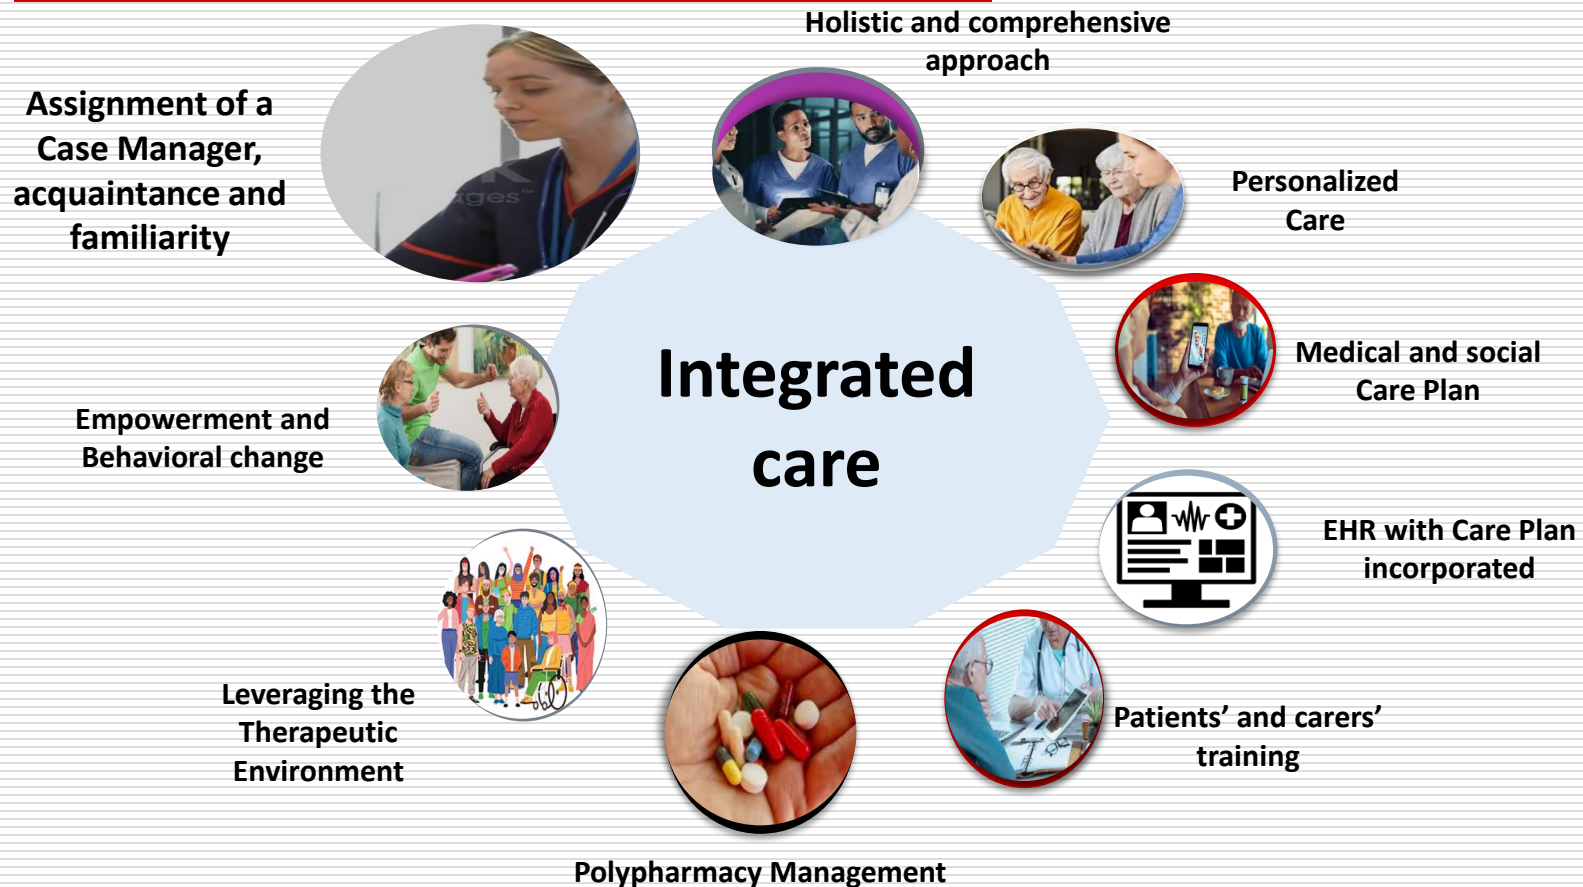 Holistic and comprehensive
approach
Assignment of a
Case Manager,
acquaintance and
familiarity
Personalized
Care
Integrated
care
Medical and social
Care Plan
Empowerment and
Behavioral change
EHR with Care Plan
incorporated
Leveraging the
Therapeutic
Environment
Patients’ and carers’
training
Polypharmacy Management